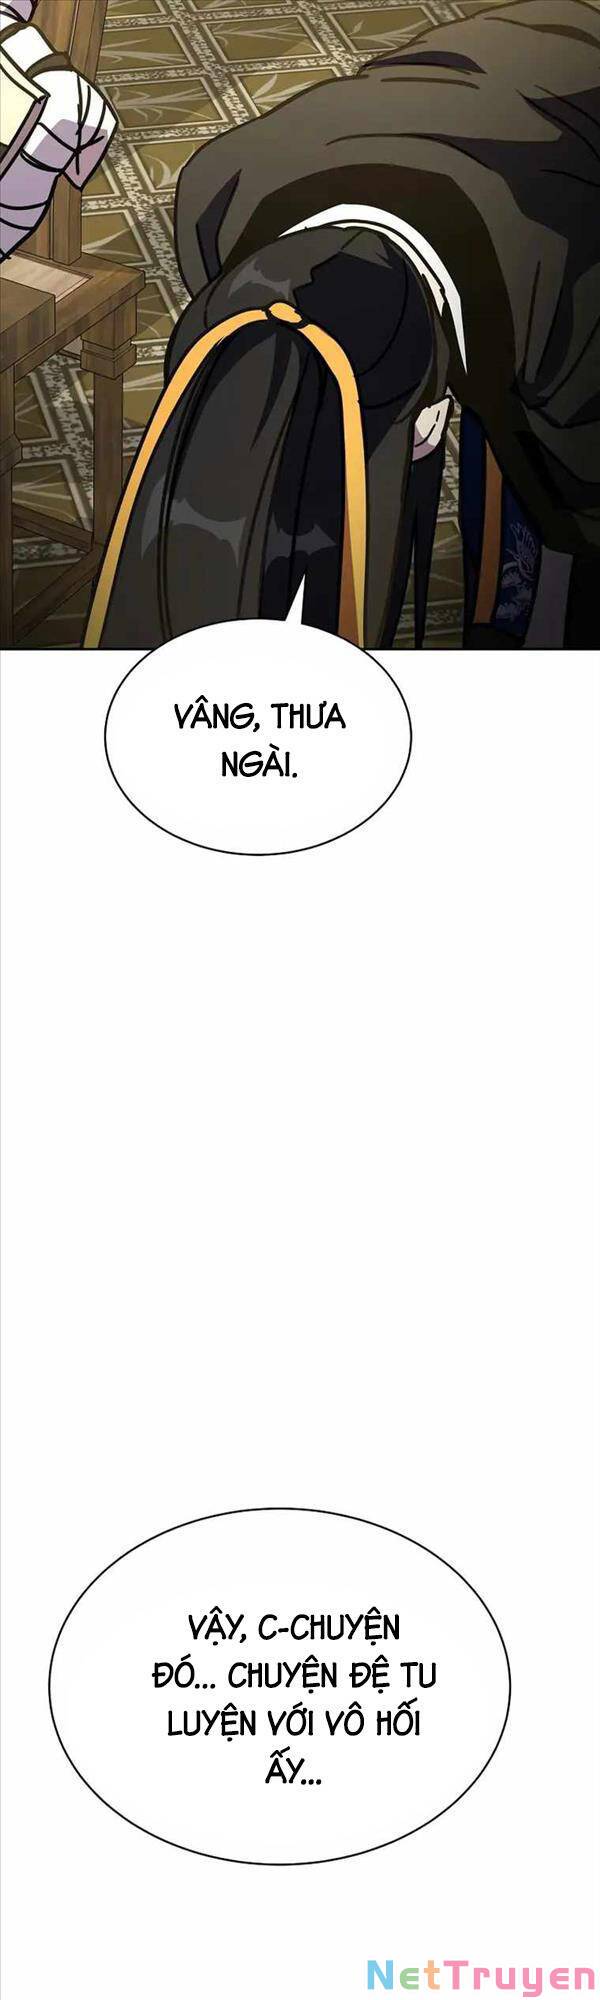 VÂNG, THƯA
NGÀI.
VẬY, C-CHUYỆN
ĐÓ... CHUYỆN ĐỆ TU
LUYỆN VỚI VÔ HỐI
ẤY...
NetTruyen